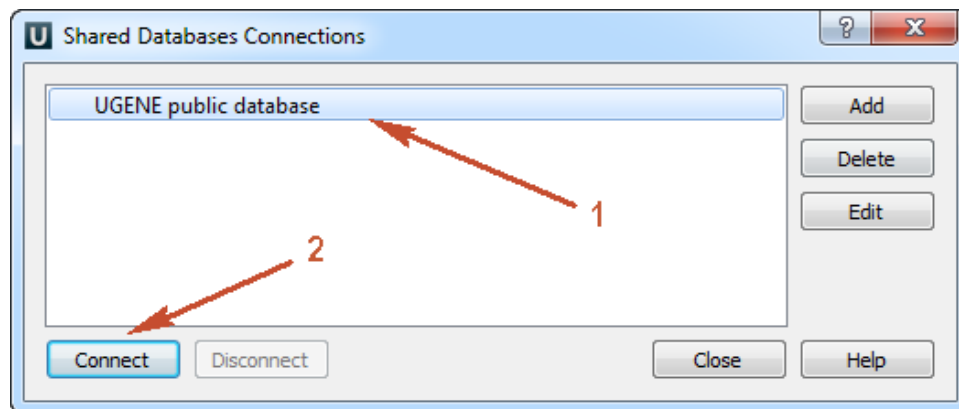 U Shared Databases Connections
?
X
UGENE public database
Add
Delete
Edit
1
2
Connect
Disconnect
Close
Help